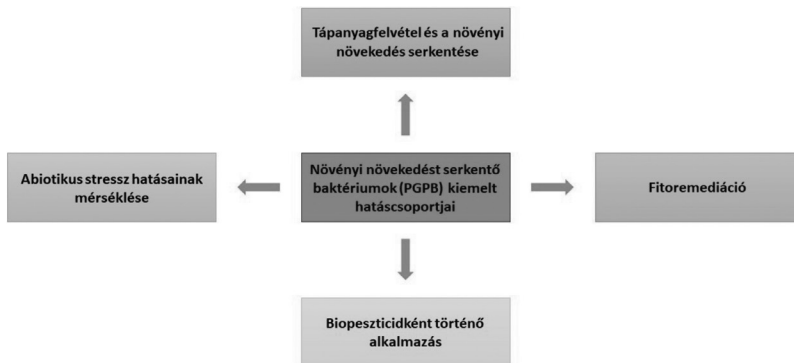 Tápanyagfelvétel és a növényi
növekedés serkentése
Abiotikus stressz hatásainak
mérséklése
Növényi növekedést serkentő
baktériumok (PGPB) kiemelt
hatáscsoportjai
Fitoremediáció
Biopeszticidként történő
alkalmazás